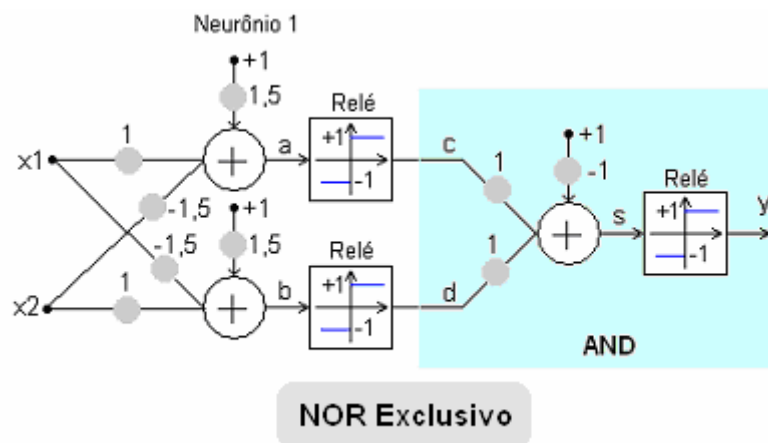 Neurônio 1
+1
1,5
Relé
+1
-1
1
x1
a
c
-1,5
+1
1,5
-1,5
Relé
+1
-1
1
x2
b
d
1
1
+1
-1
s
Relé
+1
-1
y
AND
NOR Exclusivo